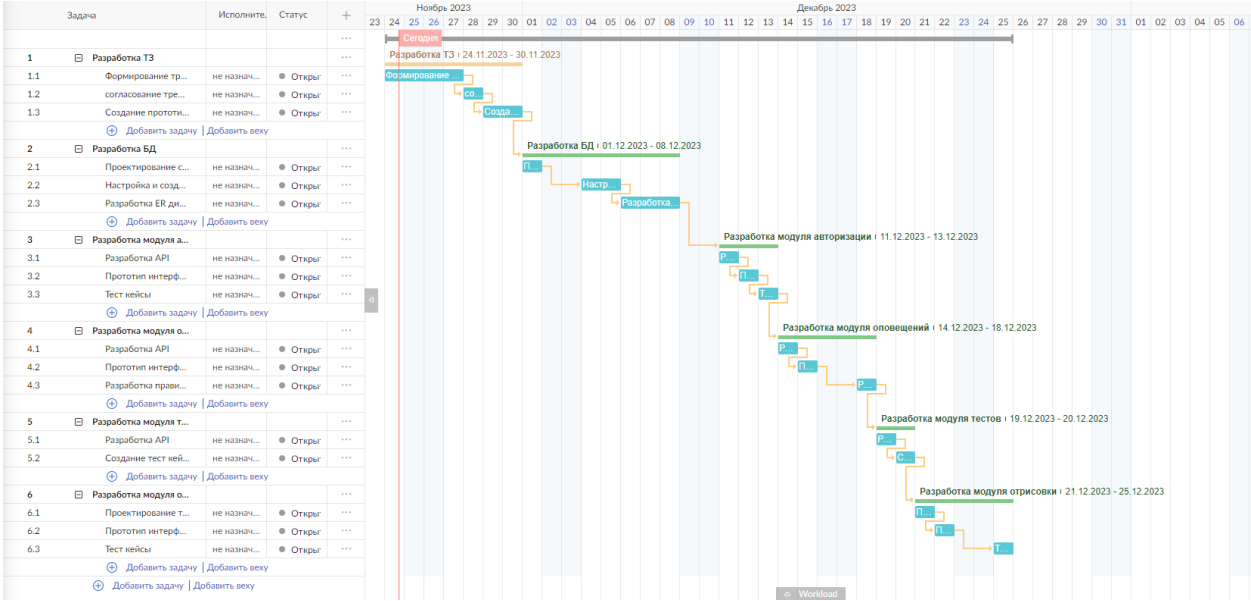 Ноябрь 2023 Декабрь 2023
Задача Исполните. Статус +
23 24 25 26 27 28 29 30 01 02 03 04 05 06 07 08 09 10 11 12 13 14 15 16 17 18 19 20 21 22 23 24 25 26 27 28 29 30 31 01 02 03 04 05 06
Сегодня
1 Разработка ТЗ
Разработка ТЗ 24.11.2023 - 30.11.2023
1.1 Формирование тр... не назнач... Откры
Формирование ...
1.2 согласование тре... не назнач... Откры
со...
1.3 Создание прототи... не назнач... Откры
Созда...
Добавить задачу | Добавить веху
2 Разработка БД
Разработка БД 01.12.2023 - 08.12.2023
2.1 Проектирование с... не назнач... Откры
П...
2.2 Настройка и созд... не назнач... Откры
Настр...
2.3 Разработка ER ди... не назнач... Откры
Разработка...
Добавить задачу | Добавить веху
3 Разработка модуля а...
Разработка модуля авторизации 11.12.2023 - 13.12.2023
3.1 Разработка API не назнач... Откры
Р...
3.2 Прототип интерф... не назнач... Откры
П...
3.3 Тест кейсы не назнач... Откры
Т...
Добавить задачу | Добавить веху
4 Разработка модуля о...
Разработка модуля оповещений 14.12.2023 - 18.12.2023
4.1 Разработка API не назнач... Откры
Р...
4.2 Прототип интерф... не назнач... Откры
П...
4.3 Разработка прави... не назнач... Откры
Р...
Добавить задачу | Добавить веху
5 Разработка модуля т...
Разработка модуля тестов 19.12.2023 - 20.12.2023
5.1 Разработка API не назнач... Откры
Р...
5.2 Создание тест кей... не назнач... Откры
С...
Добавить задачу | Добавить веху
6 Разработка модуля о...
Разработка модуля отрисовки 21.12.2023 - 25.12.2023
6.1 Проектирование т... не назнач... Откры
П...
6.2 Прототип интерф... не назнач... Откры
П...
6.3 Тест кейсы не назнач... Откры
Т...
Добавить задачу | Добавить веху
Добавить задачу | Добавить веху
Workload